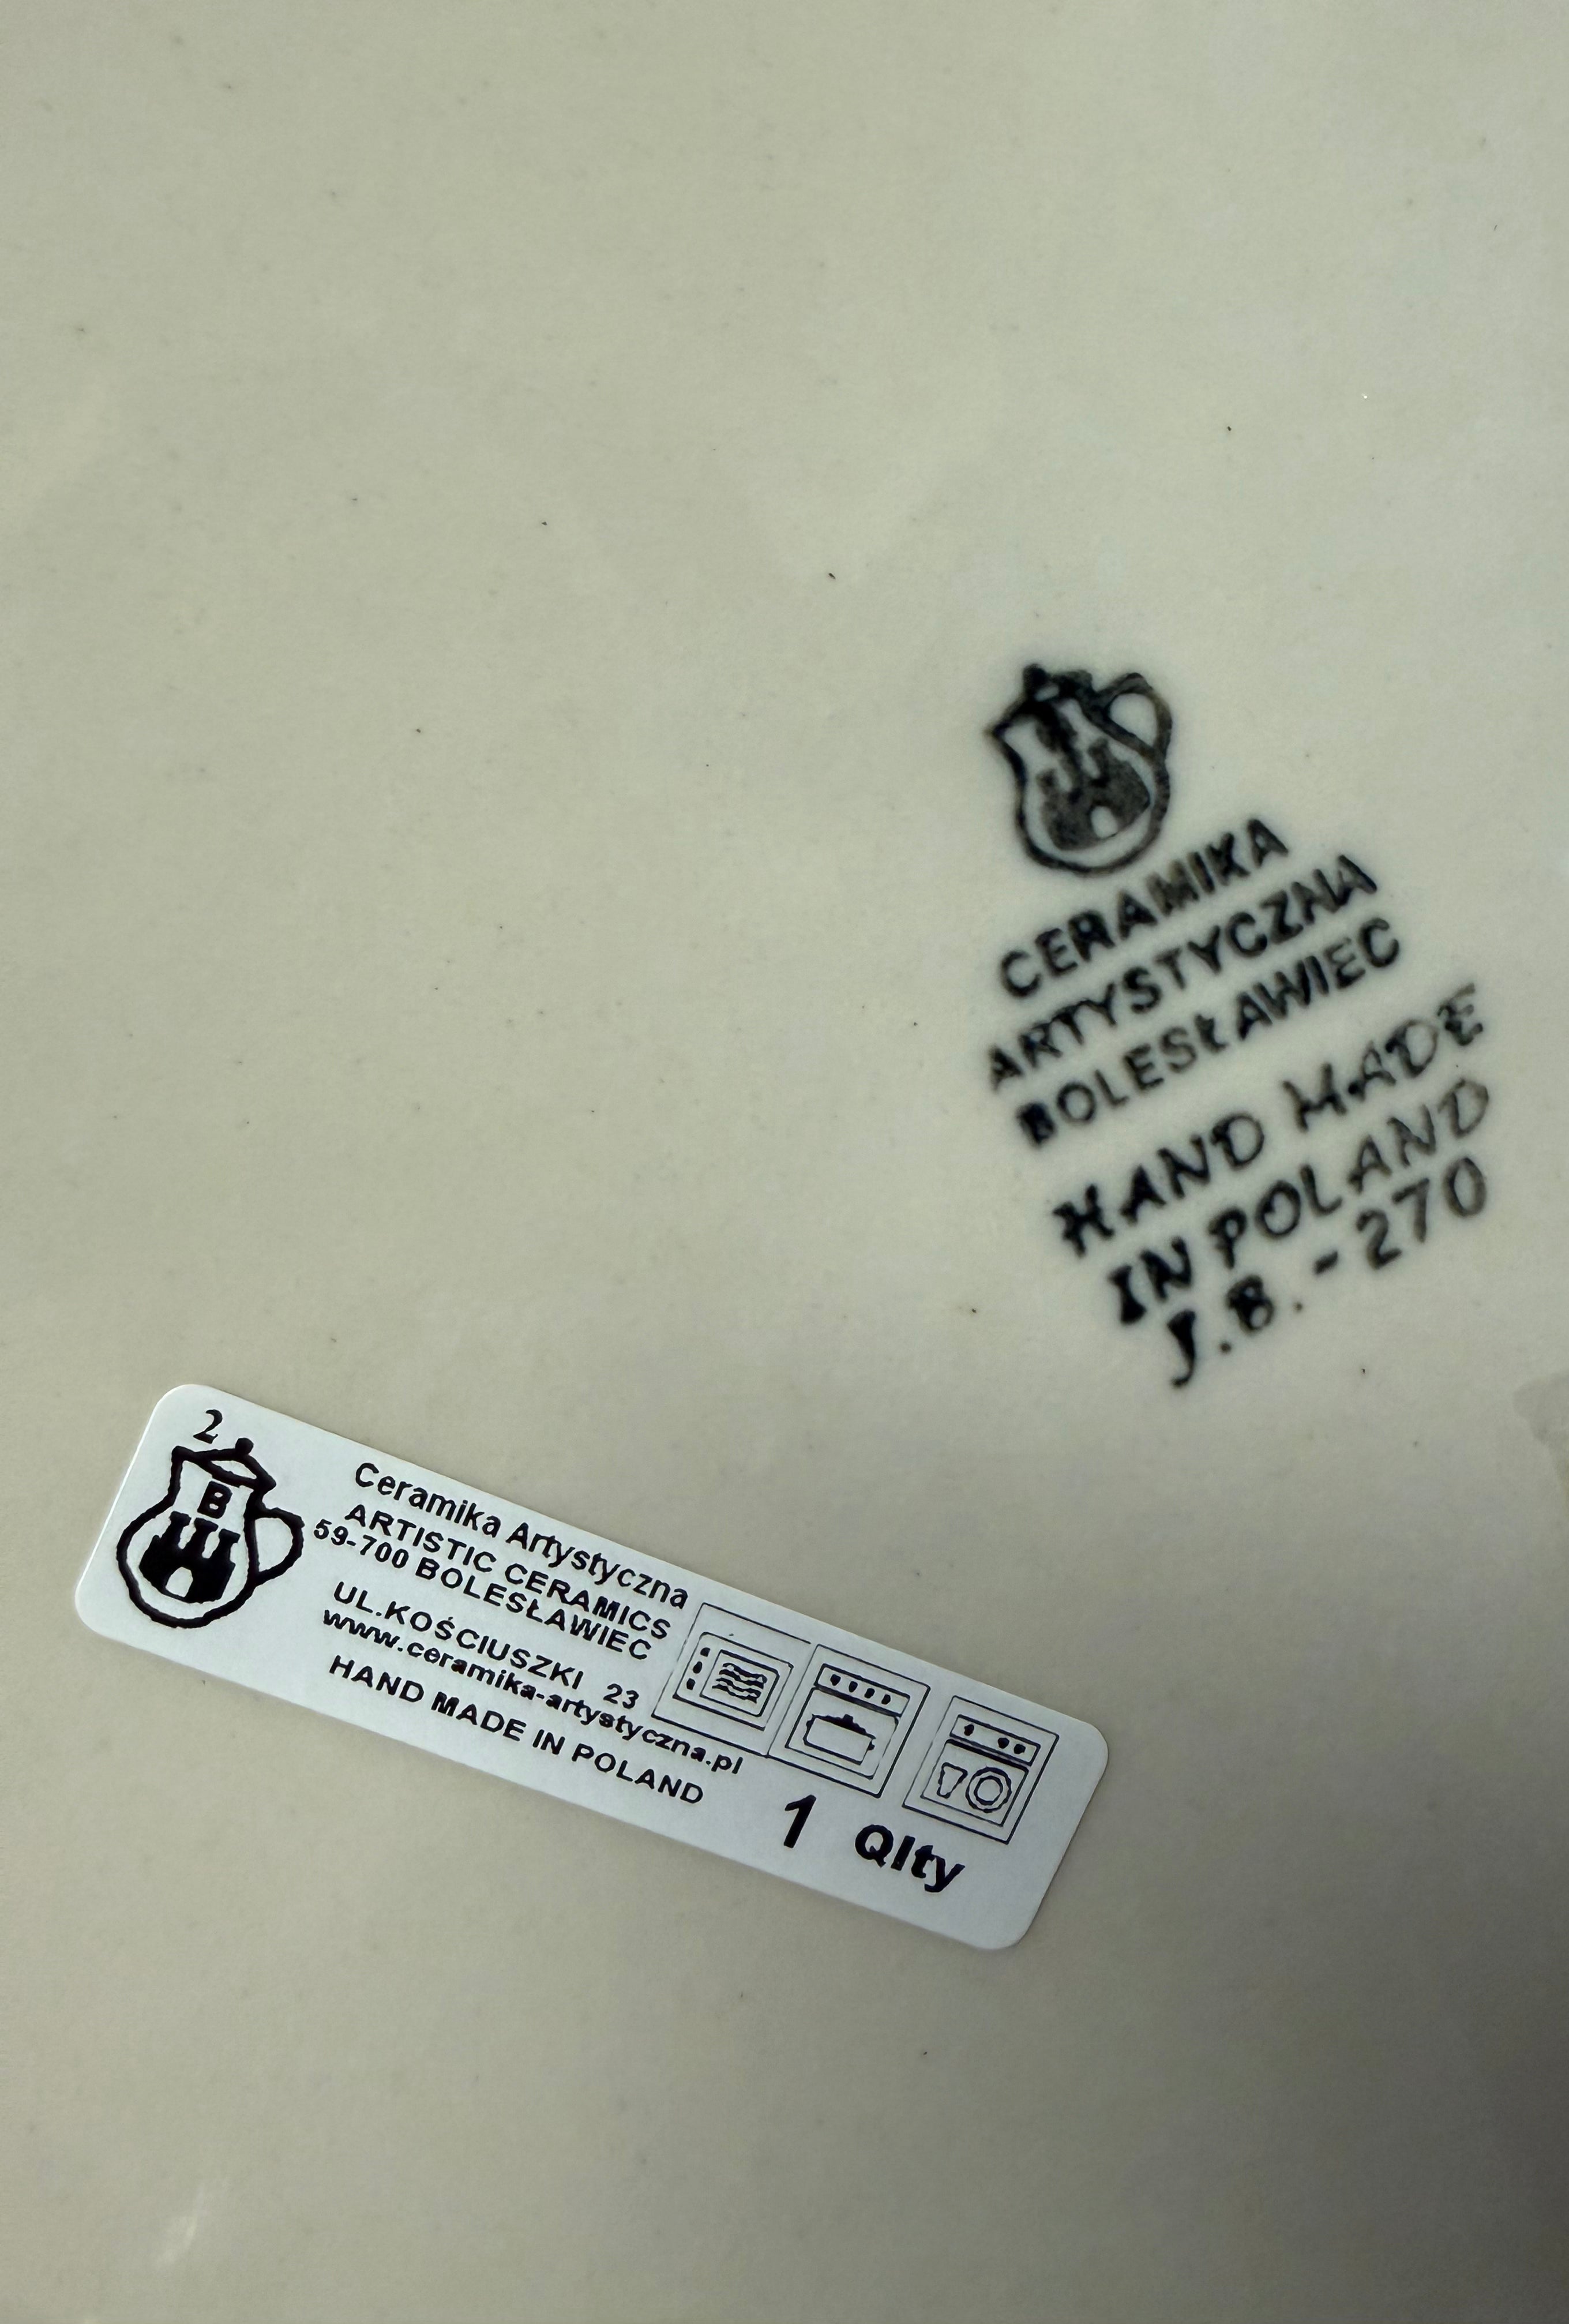 CERAMIKA
ARTYSTYCZNA
BOLESŁAWIEC
HAND MADE
IN POLAND
J.B.-270
2
B
Ceramika Artystyczna
ARTISTIC CERAMICS
59-700 BOLESŁAWIEC
UL.KOŚCIUSZKI 23
www.ceramika-artystyczna.pl
HAND MADE IN POLAND
1 Qlty